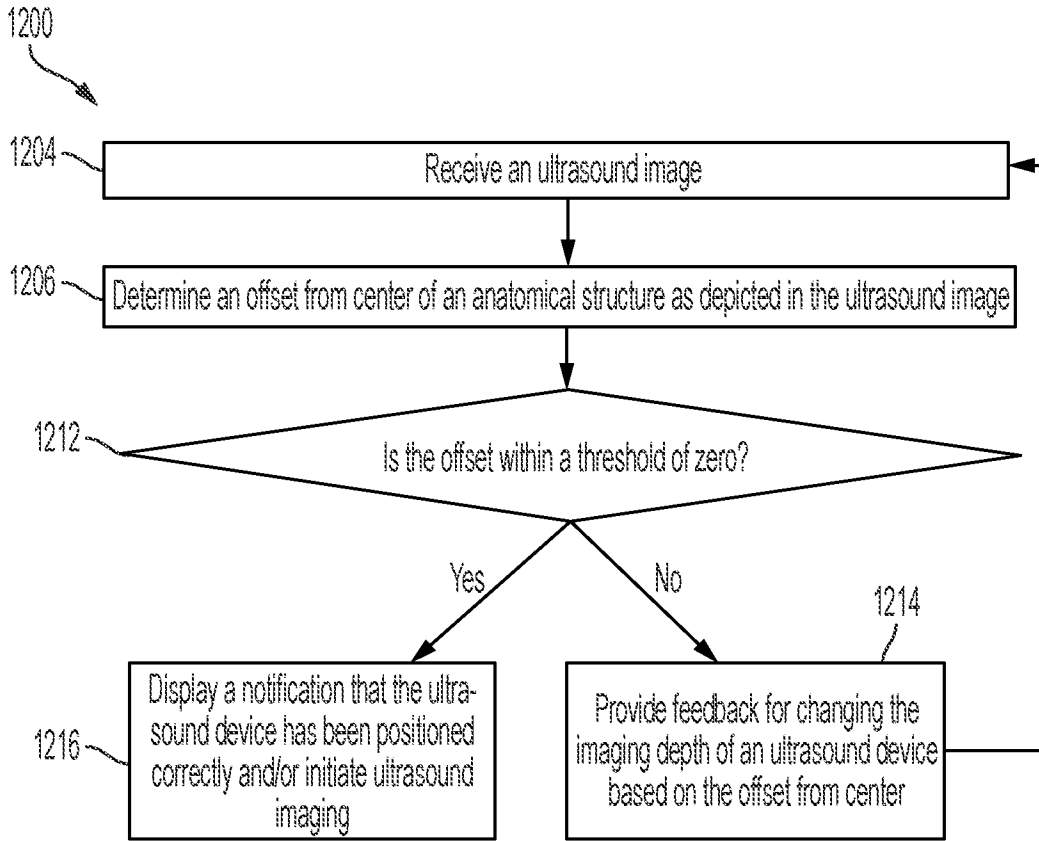 1200
1204
Receive an ultrasound image
1206
Determine an offset from center of an anatomical structure as depicted in the ultrasound image
1212
Is the offset within a threshold of zero?
Yes
No
1214
1216
Display a notification that the ultra-
sound device has been positioned
correctly and/or initiate ultrasound
imaging
Provide feedback for changing the
imaging depth of an ultrasound device
based on the offset from center